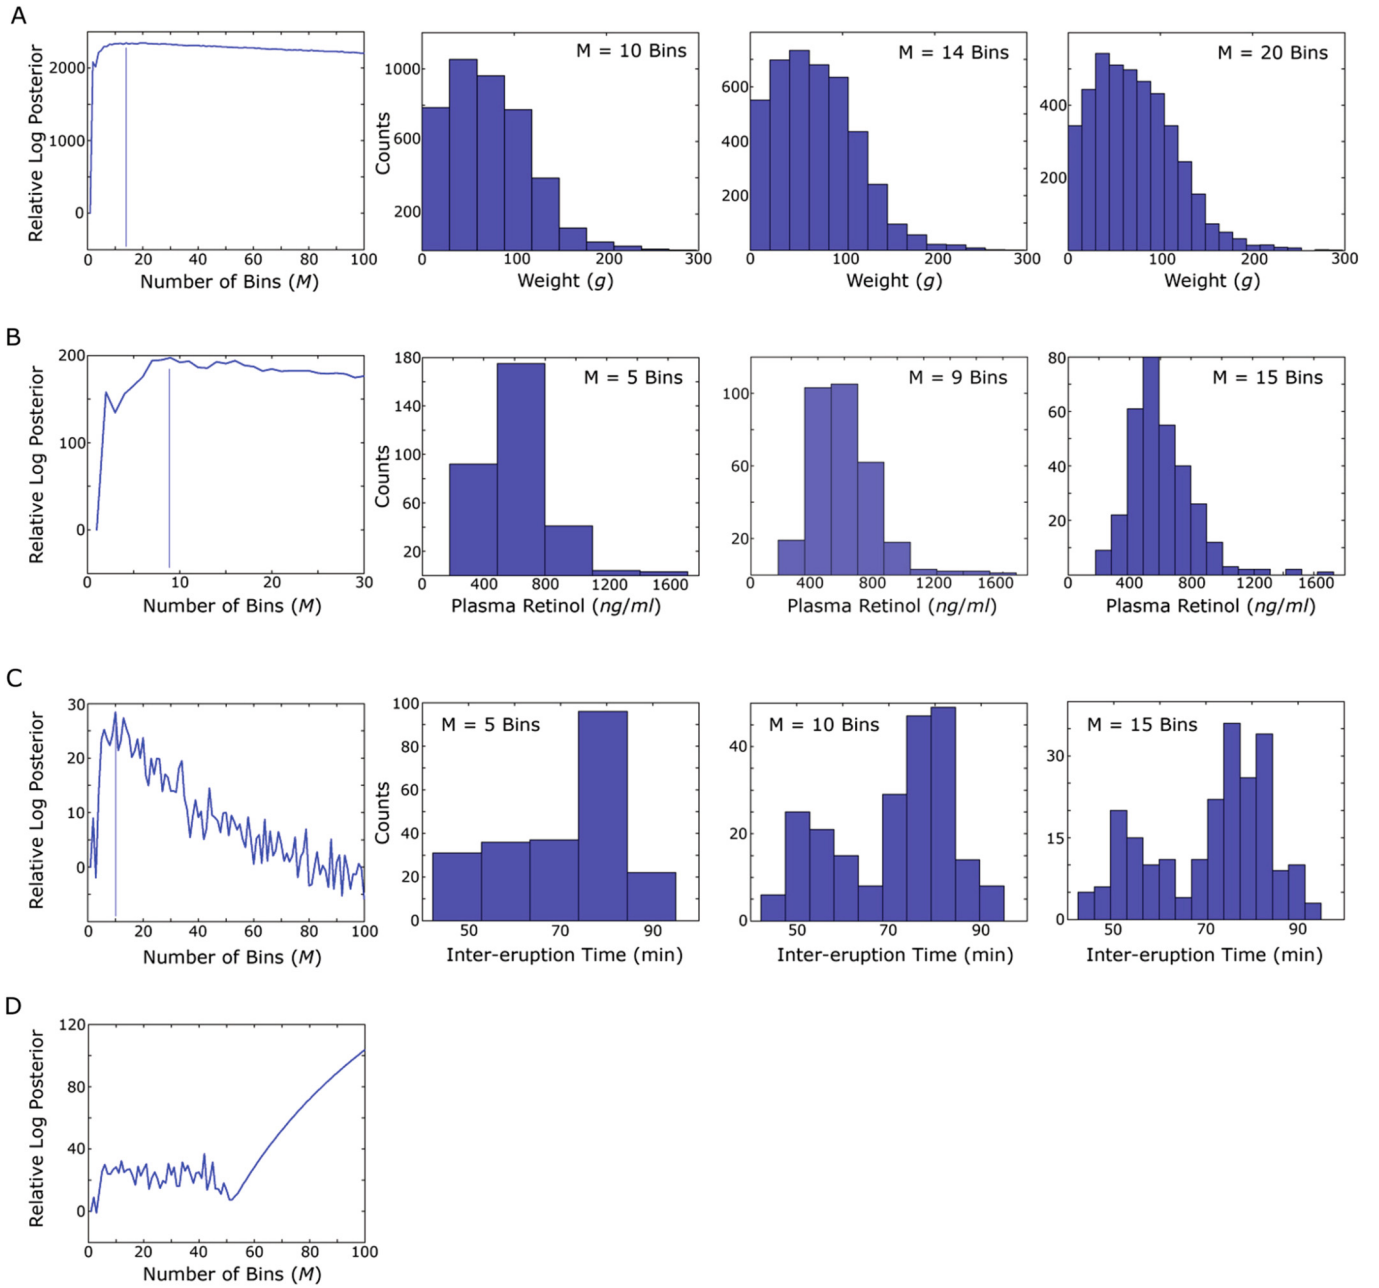 A
Relative Log Posterior
2000
1000
0
0 20 40 60 80 100
Number of Bins (M)
M = 10 Bins
Counts
1000
600
200
0 100 200 300
Weight (g)
M = 14 Bins
600
400
200
0 100 200 300
Weight (g)
M = 20 Bins
400
200
0 100 200 300
Weight (g)
B
Relative Log Posterior
200
100
0
0 10 20 30
Number of Bins (M)
M = 5 Bins
Counts
180
140
100
60
20
0 400 800 1200 1600
Plasma Retinol (ng/ml)
M = 9 Bins
100
60
20
0 400 800 1200 1600
Plasma Retinol (ng/ml)
M = 15 Bins
80
60
40
20
0 400 800 1200 1600
Plasma Retinol (ng/ml)
C
Relative Log Posterior
30
20
10
0
0 20 40 60 80 100
Number of Bins (M)
M = 5 Bins
Counts
100
80
60
40
20
0
50 70 90
Inter-eruption Time (min)
M = 10 Bins
40
20
0
50 70 90
Inter-eruption Time (min)
M = 15 Bins
30
15
0
50 70 90
Inter-eruption Time (min)
D
Relative Log Posterior
120
80
40
0
0 20 40 60 80 100
Number of Bins (M)